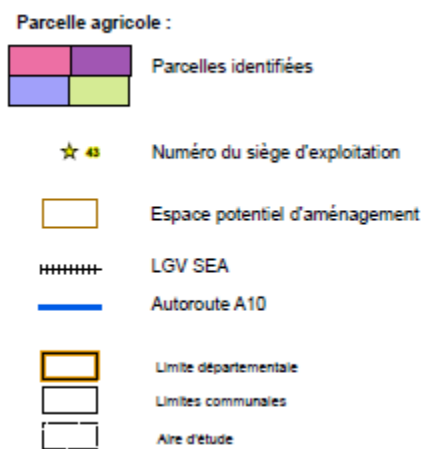 Parcelle agricole :
Parcelles identifiées
43 Numéro du siège d'exploitation
Espace potentiel d'aménagement
LGV SEA
Autoroute A10
Limite départementale
Limites communales
Aire d'étude